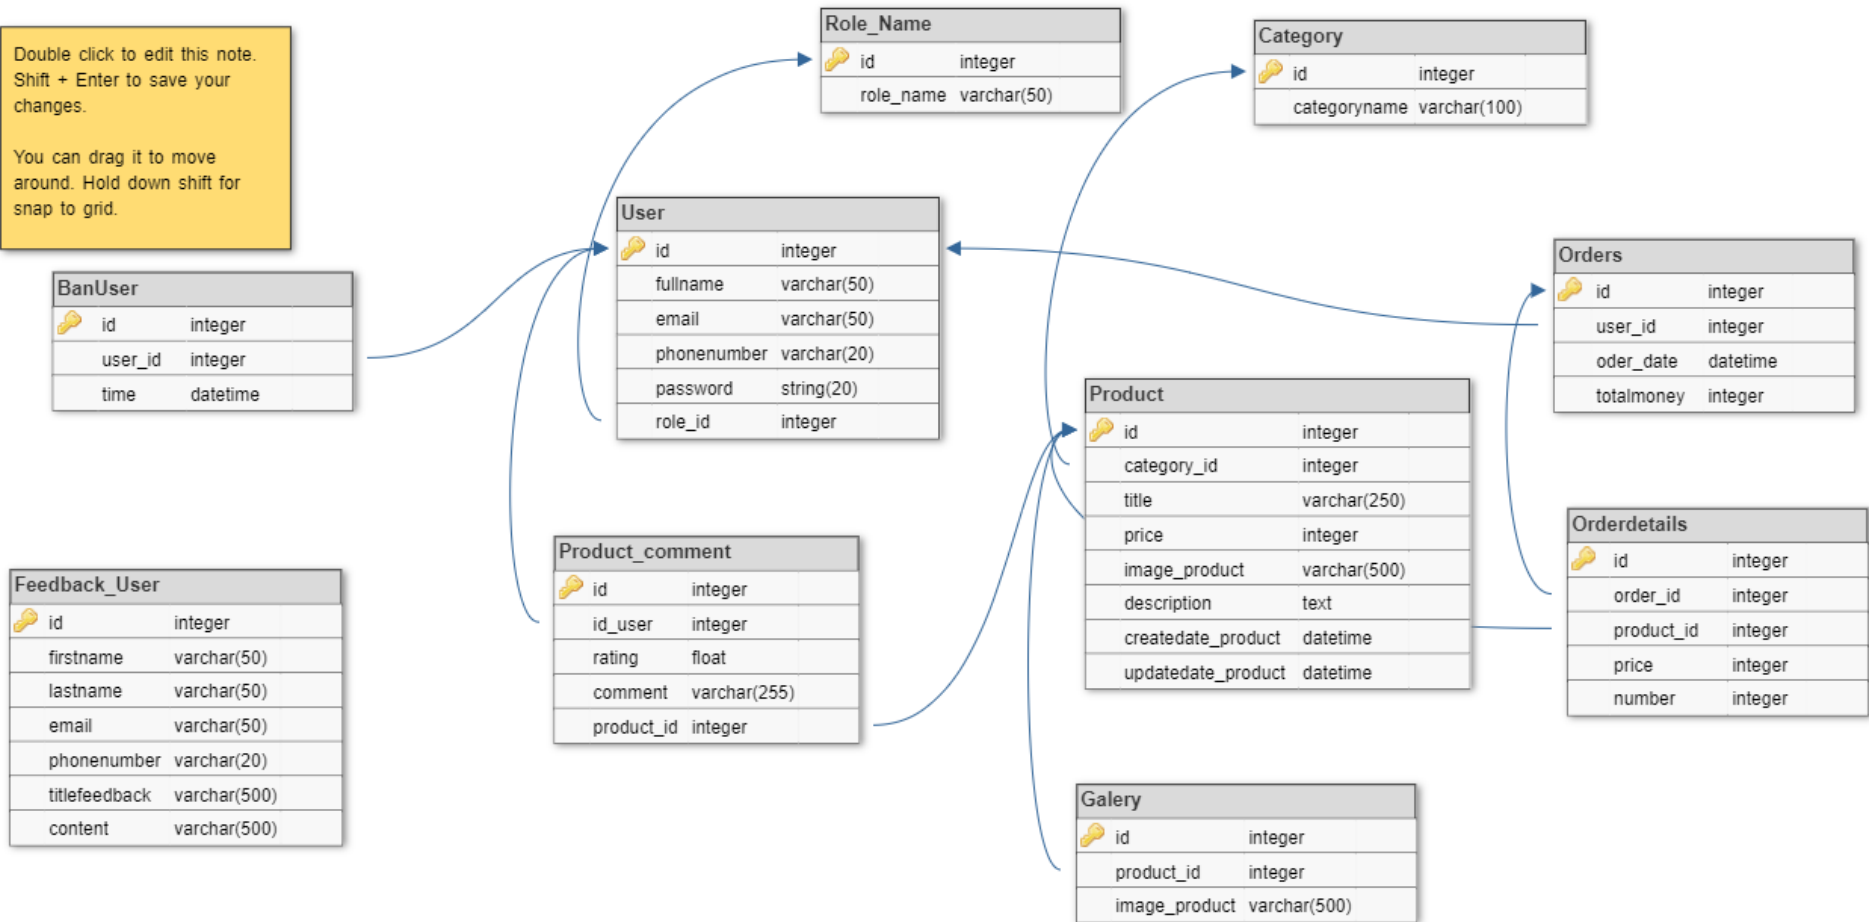 Double click to edit this note.
Shift + Enter to save your
changes.
You can drag it to move
around. Hold down shift for
snap to grid.
Role_Name
id integer
role_name varchar(50)
Category
id integer
categoryname varchar(100)
User
id integer
fullname varchar(50)
email varchar(50)
phonenumber varchar(20)
password string(20)
role_id integer
BanUser
id integer
user_id integer
time datetime
Orders
id integer
user_id integer
oder_date datetime
totalmoney integer
Product
id integer
category_id integer
title varchar(250)
price integer
image_product varchar(500)
description text
createdate_product datetime
updatedate_product datetime
Orderdetails
id integer
order_id integer
product_id integer
price integer
number integer
Product_comment
id integer
id_user integer
rating float
comment varchar(255)
product_id integer
Feedback_User
id integer
firstname varchar(50)
lastname varchar(50)
email varchar(50)
phonenumber varchar(20)
titlefeedback varchar(500)
content varchar(500)
Galery
id integer
product_id integer
image_product varchar(500)